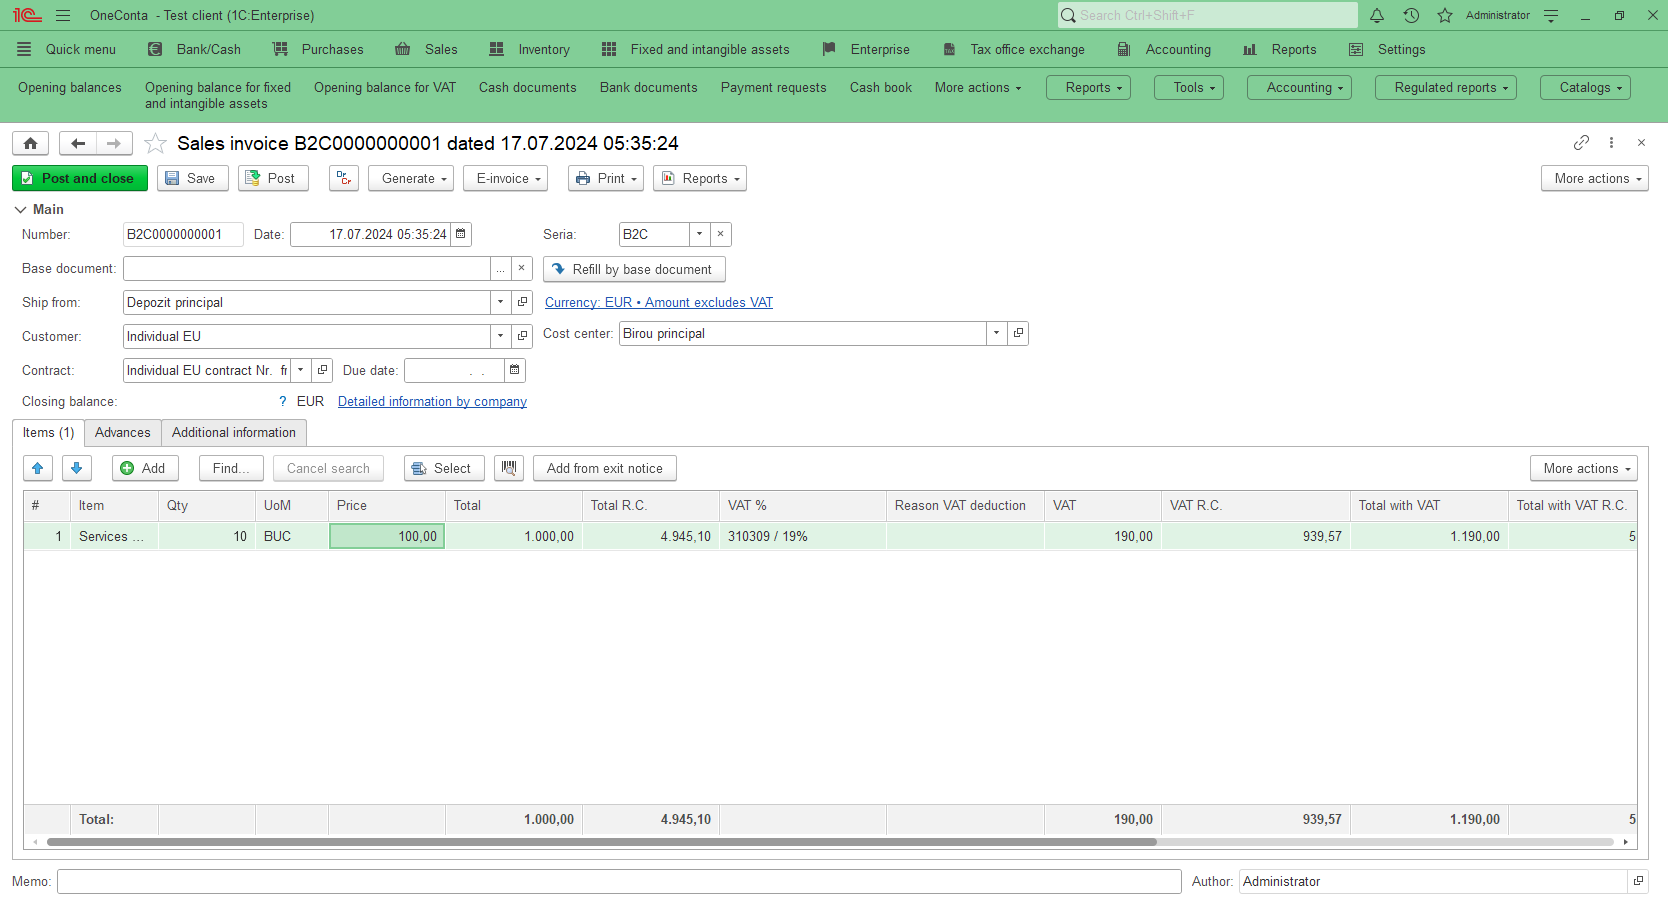 OneConta - Test client (1C:Enterprise)
Search Ctrl+Shift+F
Administrator
Quick menu Bank/Cash Purchases Sales Inventory Fixed and intangible assets Enterprise Tax office exchange Accounting Reports Settings
Opening balances Opening balance for fixed and intangible assets Opening balance for VAT Cash documents Bank documents Payment requests Cash book More actions Reports Tools Accounting Regulated reports Catalogs
Sales invoice B2C0000000001 dated 17.07.2024 05:35:24
Post and close Save Post Dr Cr Generate E-invoice Print Reports More actions
Main
Number: B2C0000000001 Date: 17.07.2024 05:35:24 Seria: B2C
Base document: ... Refill by base document
Ship from: Depozit principal Currency: EUR • Amount excludes VAT
Customer: Individual EU Cost center: Birou principal
Contract: Individual EU contract Nr. fr Due date: . .
Closing balance: ? EUR Detailed information by company
Items (1) Advances Additional information
Add Find... Cancel search Select Add from exit notice More actions
# Item Qty UoM Price Total Total R.C. VAT % Reason VAT deduction VAT VAT R.C. Total with VAT Total with VAT R.C.
1 Services ... 10 BUC 100,00 1.000,00 4.945,10 310309 / 19% 190,00 939,57 1.190,00 5
Total: 1.000,00 4.945,10 190,00 939,57 1.190,00 5
Memo: Author: Administrator